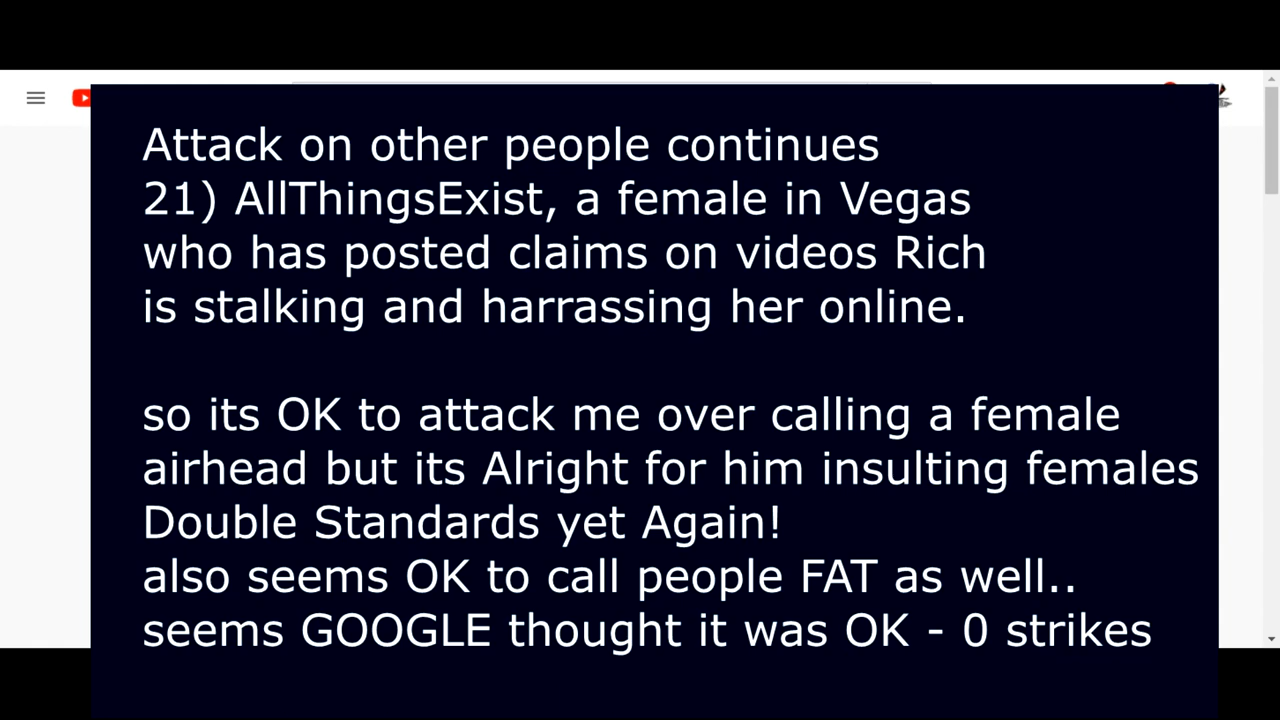 Attack on other people continues
21) AllThingsExist, a female in Vegas
who has posted claims on videos Rich
is stalking and harrassing her online.
so its OK to attack me over calling a female
airhead but its Alright for him insulting females
Double Standards yet Again!
also seems OK to call people FAT as well..
seems GOOGLE thought it was OK - 0 strikes